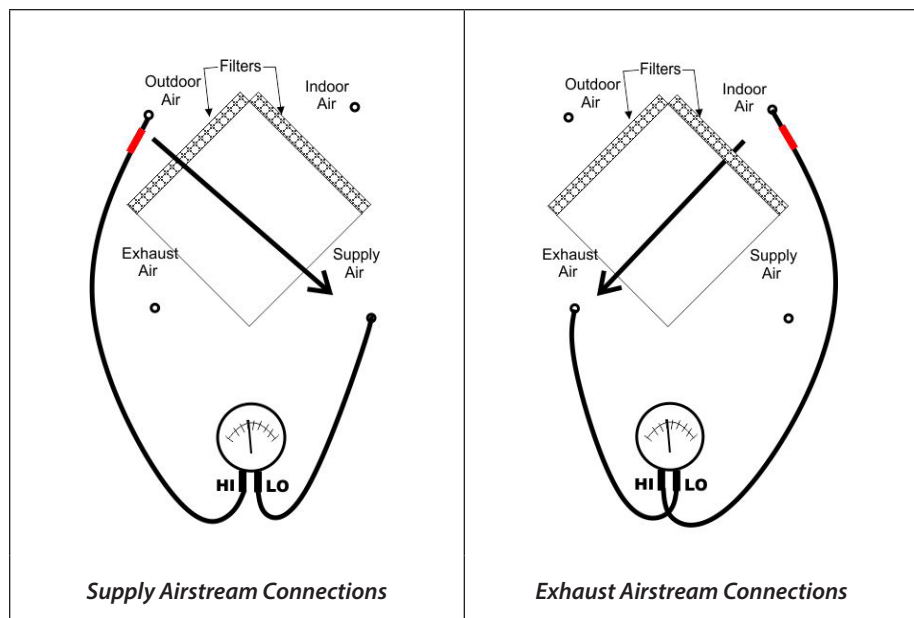 Filters
Outdoor
Air
Indoor
Air
Exhaust
Air
Supply
Air
HI
LO
Supply Airstream Connections
Filters
Outdoor
Air
Indoor
Air
Exhaust
Air
Supply
Air
HI
LO
Exhaust Airstream Connections